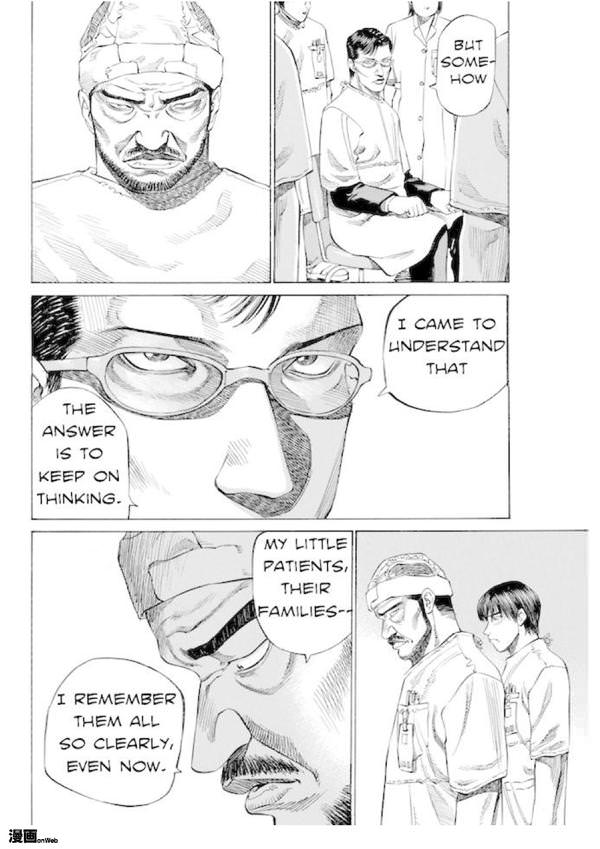 BUT
SOME-
HOW
I CAME TO
UNDERSTAND
THAT
THE
ANSWER
IS TO
KEEP ON
THINKING.
MY LITTLE
PATIENTS,
THEIR
FAMILIES--
I REMEMBER
THEM ALL
SO CLEARLY,
EVEN NOW.
漫画onWeb